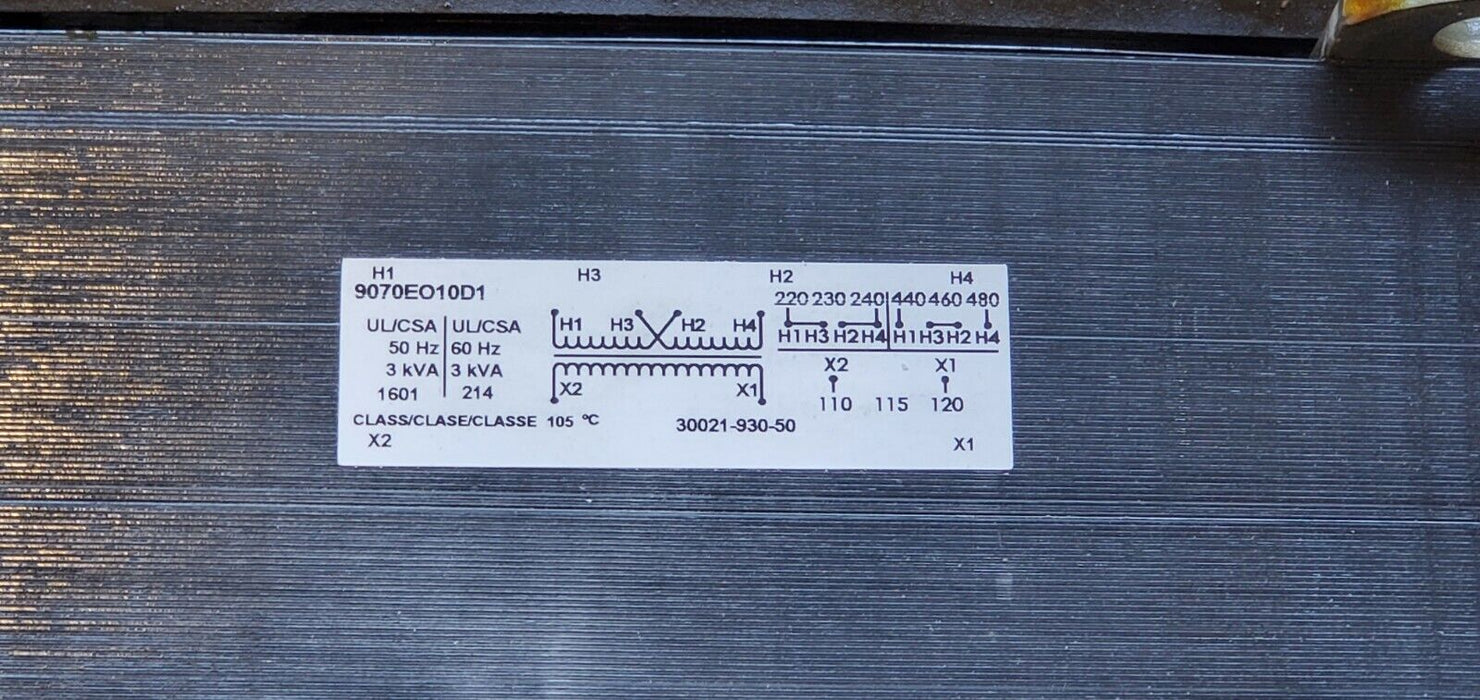 H1 H3 H2 H4
9070EO10D1
220 230 240 440 460 480
UL/CSA UL/CSA
H1 H3 H2 H4
H1 H3 H2 H4 H1 H3 H2 H4
50 Hz 60 Hz
3 kVA 3 kVA
X2 X1
1601 214
X2 X1
110 115 120
CLASS/CLASE/CLASSE 105 ºC
30021-930-50
X2 X1